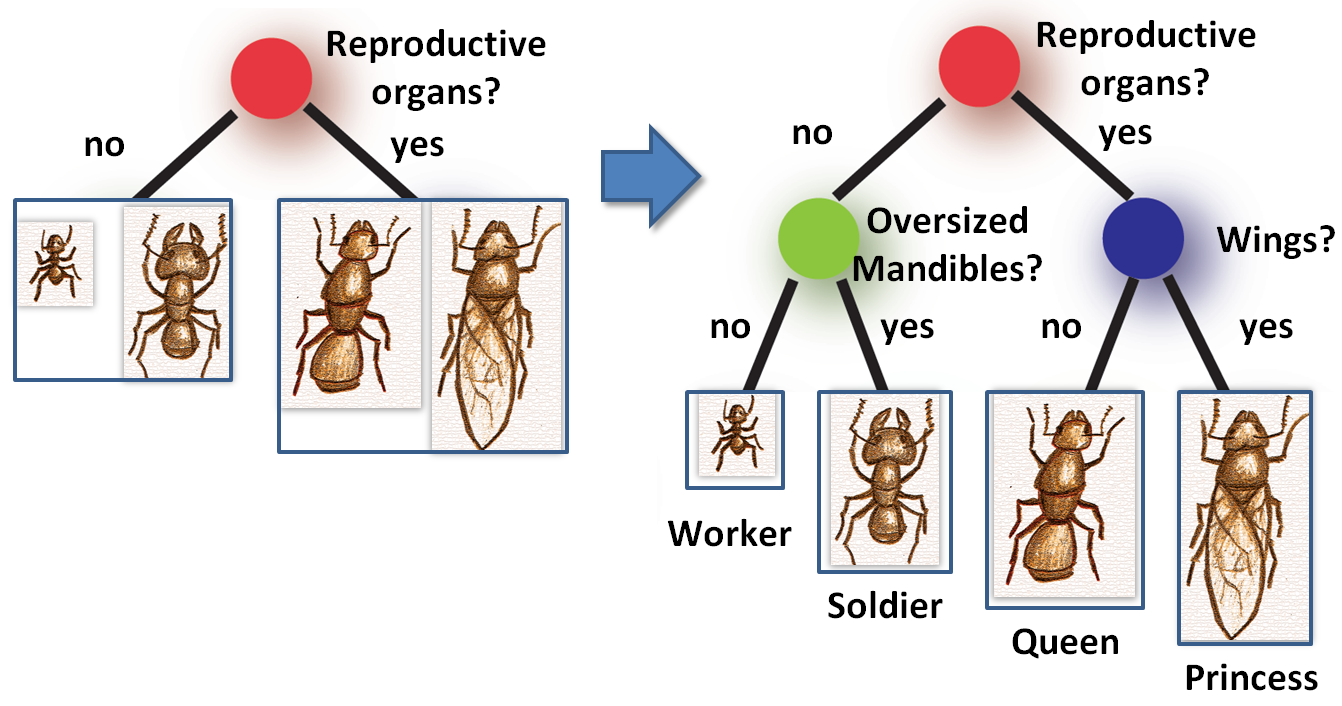 Reproductive
organs?
no
yes
Reproductive
organs?
no
yes
Oversized
Mandibles?
Wings?
no
yes
no
yes
Worker
Soldier
Queen
Princess